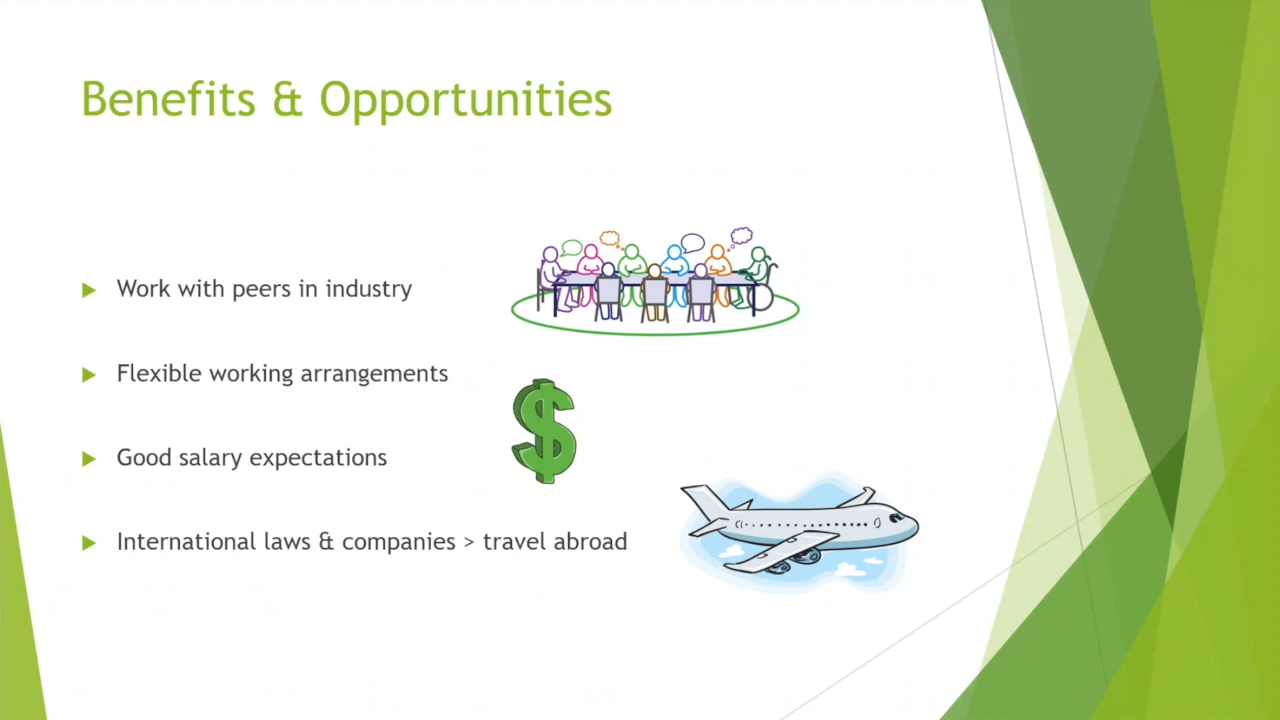 Benefits & Opportunities
Work with peers in industry
Flexible working arrangements
Good salary expectations
International laws & companies > travel abroad